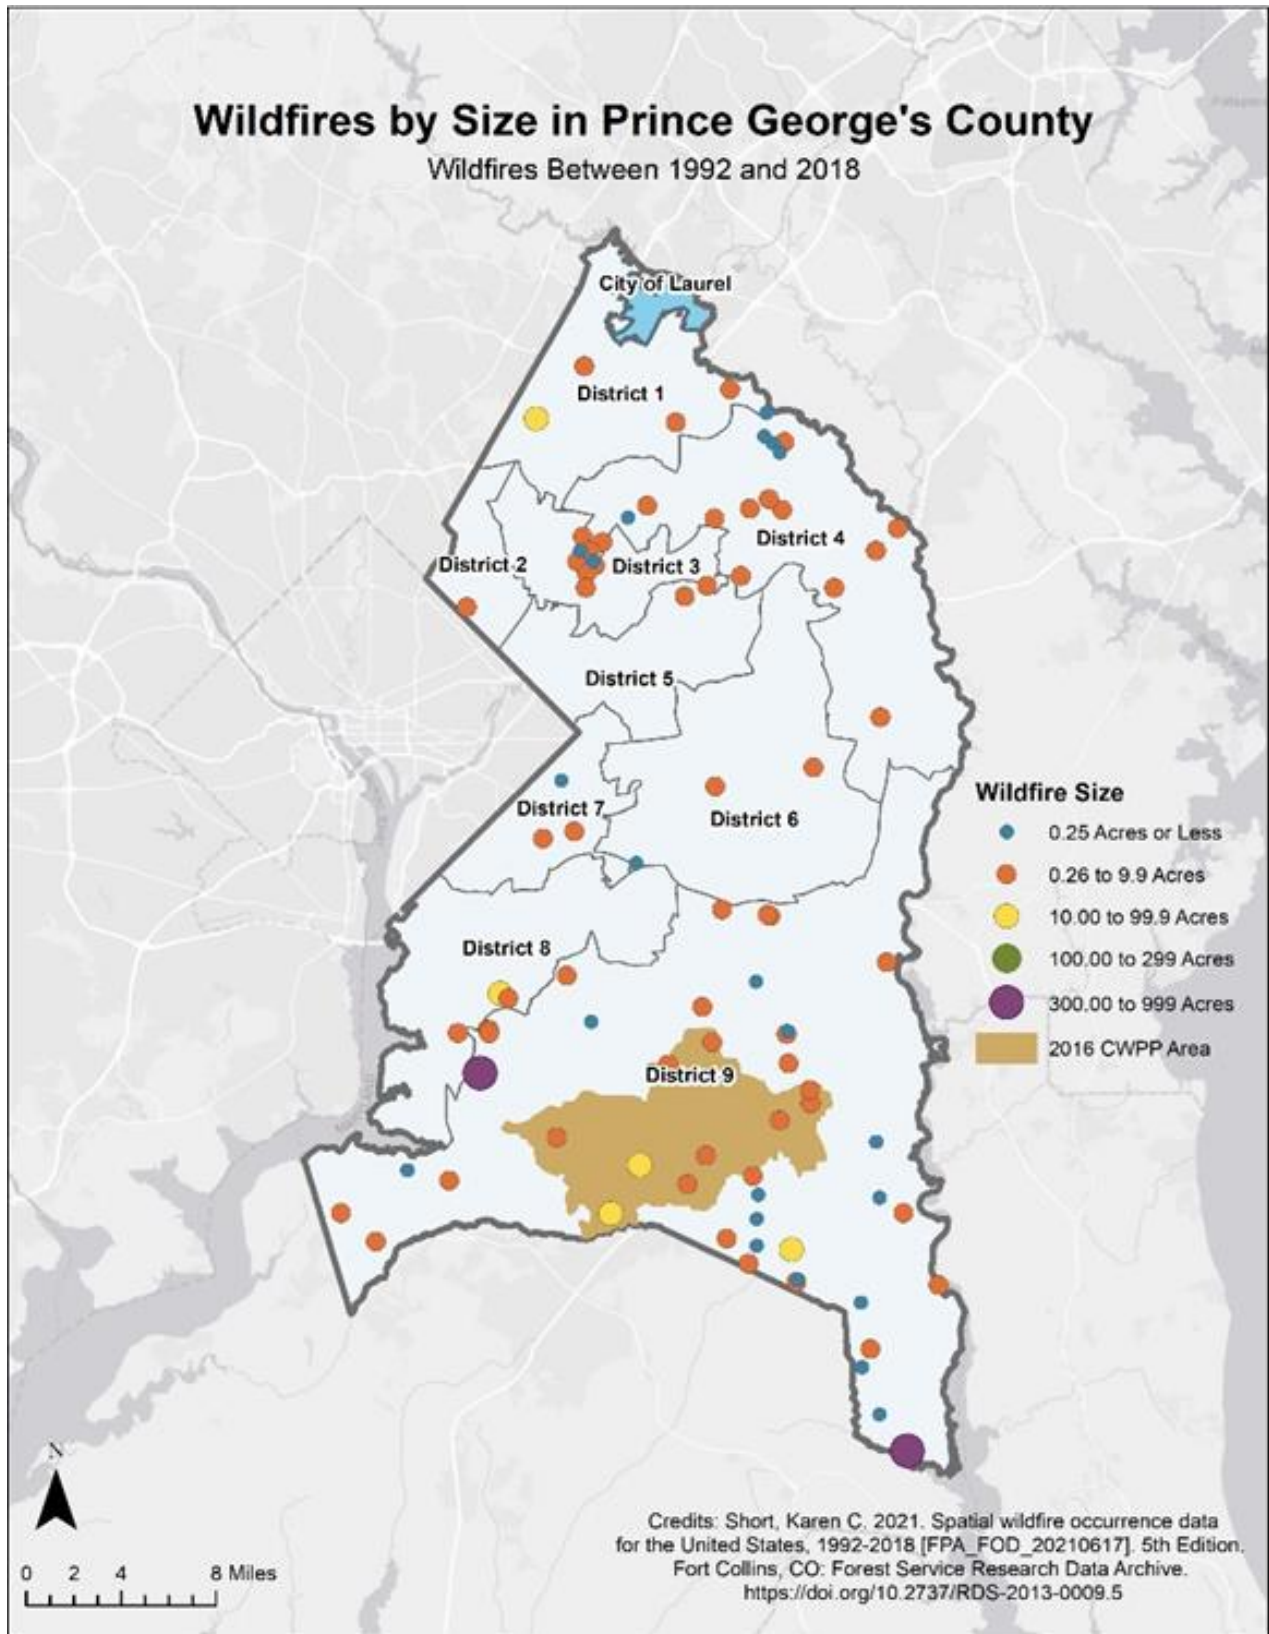 Wildfires by Size in Prince George's County
Wildfires Between 1992 and 2018
City of Laurel
District 1
District 4
District 2
District 3
District 5
District 7
District 6
District 8
District 9
Wildfire Size
0.25 Acres or Less
0.26 to 9.9 Acres
10.00 to 99.9 Acres
100.00 to 299 Acres
300.00 to 999 Acres
2016 CWPP Area
N
0 2 4 8 Miles
Credits: Short, Karen C. 2021. Spatial wildfire occurrence data
for the United States, 1992-2018 [FPA_FOD_20210617]. 5th Edition.
Fort Collins, CO: Forest Service Research Data Archive.
https://doi.org/10.2737/RDS-2013-0009.5